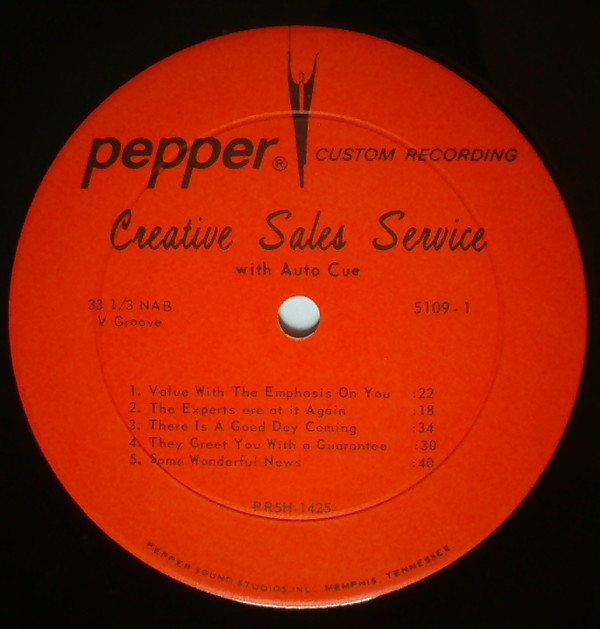 pepper® CUSTOM RECORDING
Creative Sales Service
with Auto Cue
33 1/3 NAB 5109-1
V Groove
1. Value With The Emphasis On You :22
2. The Experts are at it Again :18
3. There Is A Good Day Coming :34
4. They Greet You With a Guarantee :30
5. Some Wonderful News :40
PR5H-1425
PEPPER SOUND STUDIOS, INC. MEMPHIS, TENNESSEE